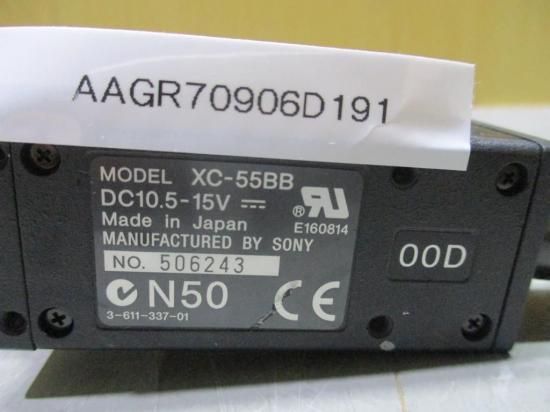 AAGR70906D191
MODEL XC-55BB
DC10.5-15V ⎓
Made in Japan
E160814
MANUFACTURED BY SONY
NO. 506243
N50 CE
3-611-337-01
00D